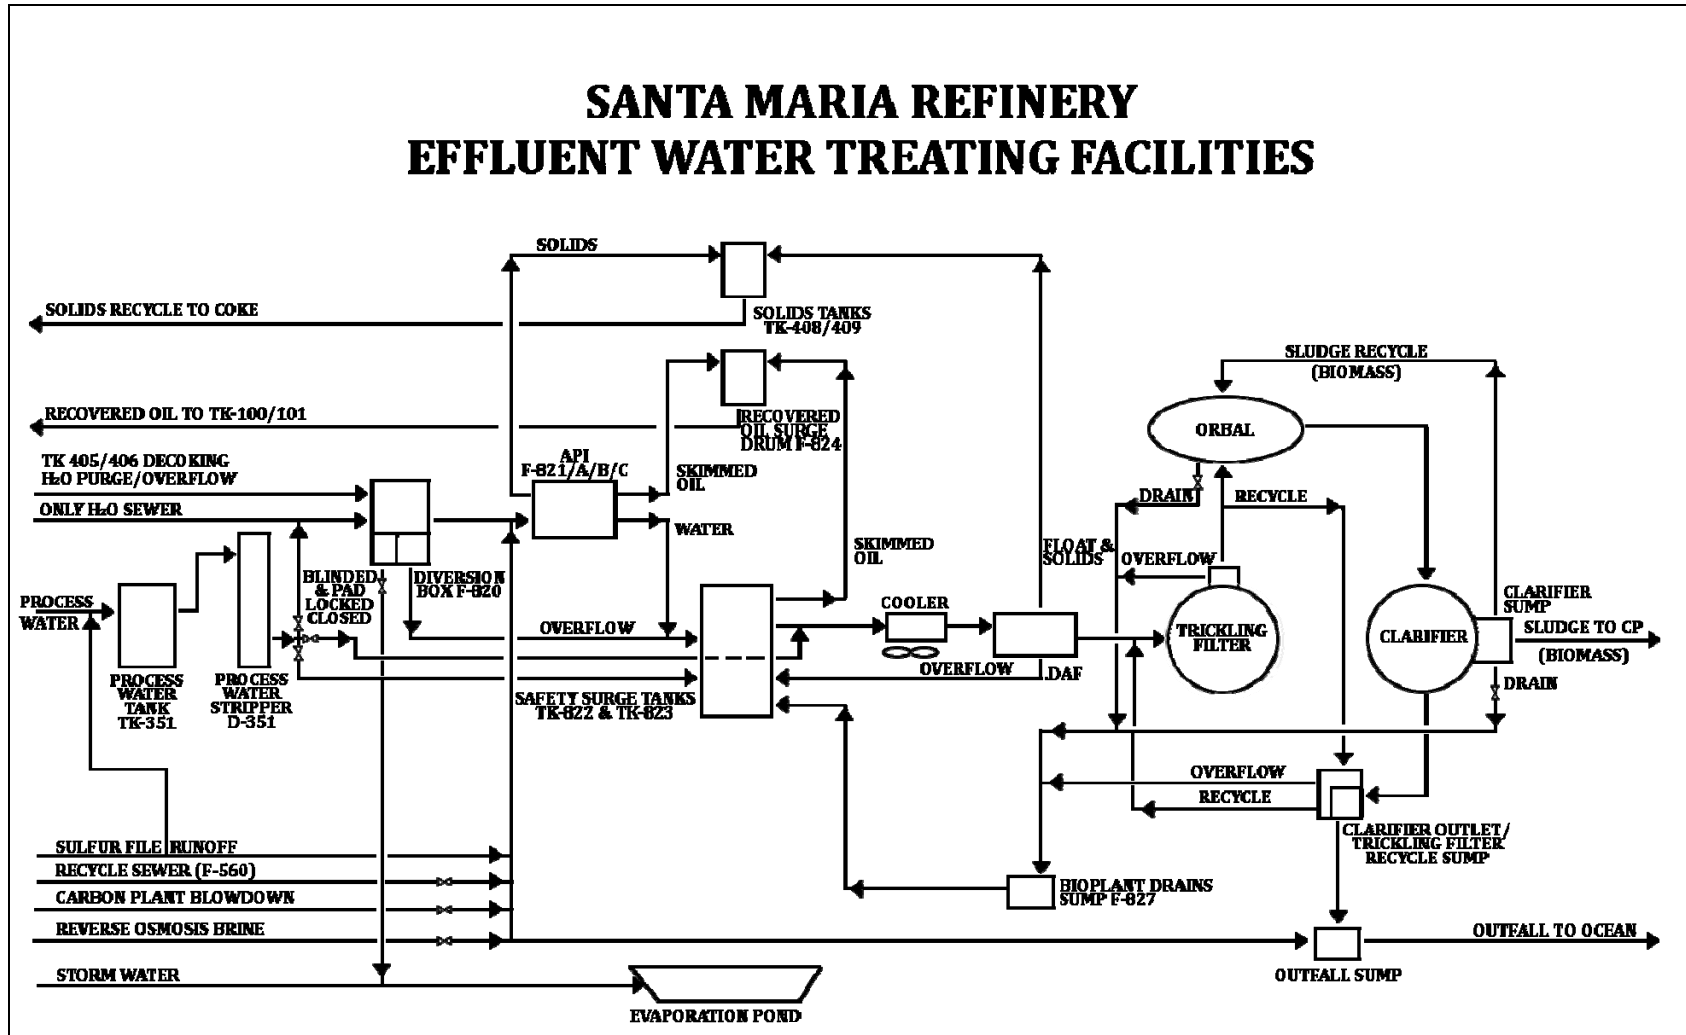 SANTA MARIA REFINERY
EFFLUENT WATER TREATING FACILITIES
SOLIDS
SOLIDS RECYCLE TO COKE
SOLIDS TANKS
TK-408/409
SLUDGE RECYCLE
(BIOMASS)
RECOVERED OIL TO TK-100/101
RECOVERED
OIL SURGE
DRUM F-824
ORBAL
TK 405/406 DECOKING
H2O PURGE/OVERFLOW
API
F-821/A/B/C
SKIMMED
OIL
ONLY H2O SEWER
WATER
DRAIN
RECYCLE
SKIMMED
OIL
FLOAT &
SOLIDS
OVERFLOW
BLINDED
& PAD
LOCKED
CLOSED
DIVERSION
BOX F-820
PROCESS
WATER
COOLER
CLARIFIER
SUMP
OVERFLOW
TRICKLING
FILTER
CLARIFIER
SLUDGE TO CP
(BIOMASS)
OVERFLOW
.DAF
DRAIN
PROCESS
WATER
TANK
TK-351
PROCESS
WATER
STRIPPER
D-351
SAFETY SURGE TANKS
TK-822 & TK-823
OVERFLOW
RECYCLE
CLARIFIER OUTLET/
TRICKLING FILTER
RECYCLE SUMP
SULFUR FILE RUNOFF
RECYCLE SEWER (F-560)
CARBON PLANT BLOWDOWN
BIOPLANT DRAINS
SUMP F-827
REVERSE OSMOSIS BRINE
OUTFALL TO OCEAN
STORM WATER
OUTFALL SUMP
EVAPORATION POND